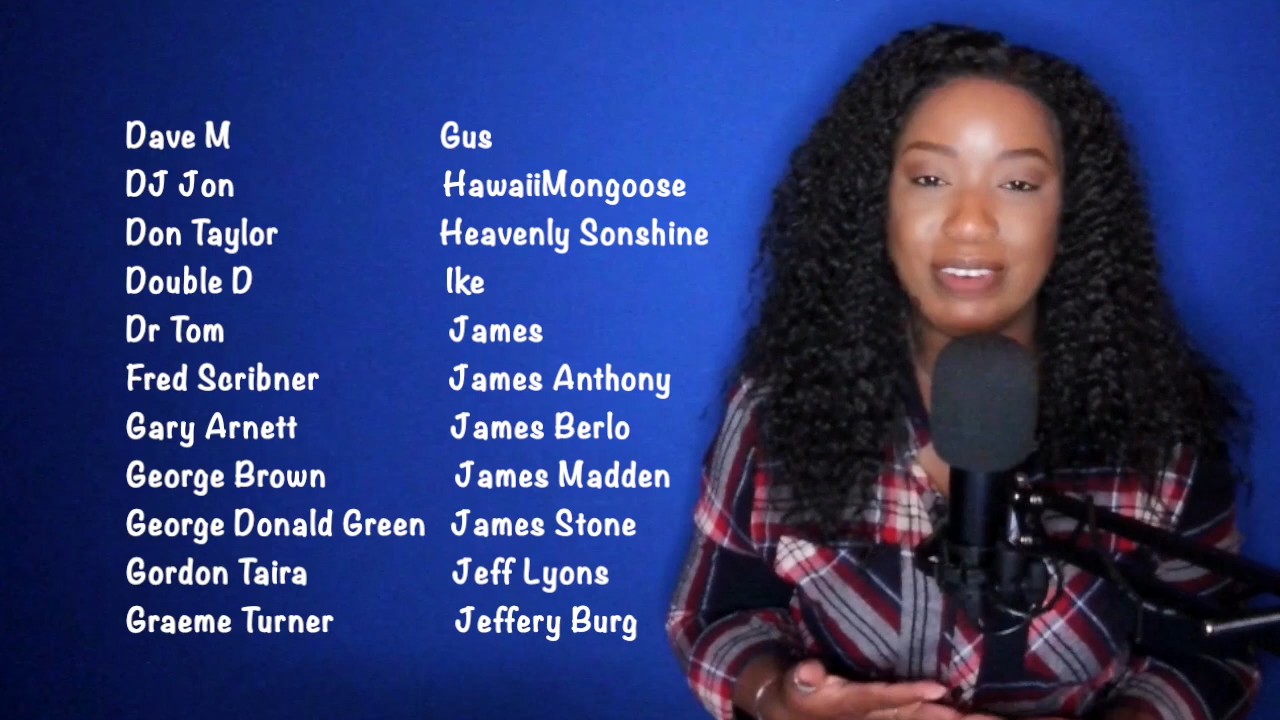 Dave M
DJ Jon
Don Taylor
Double D
Dr Tom
Fred Scribner
Gary Arnett
George Brown
George Donald Green
Gordon Taira
Graeme Turner
Gus
HawaiiMongoose
Heavenly Sonshine
Ike
James
James Anthony
James Berlo
James Madden
James Stone
Jeff Lyons
Jeffery Burg